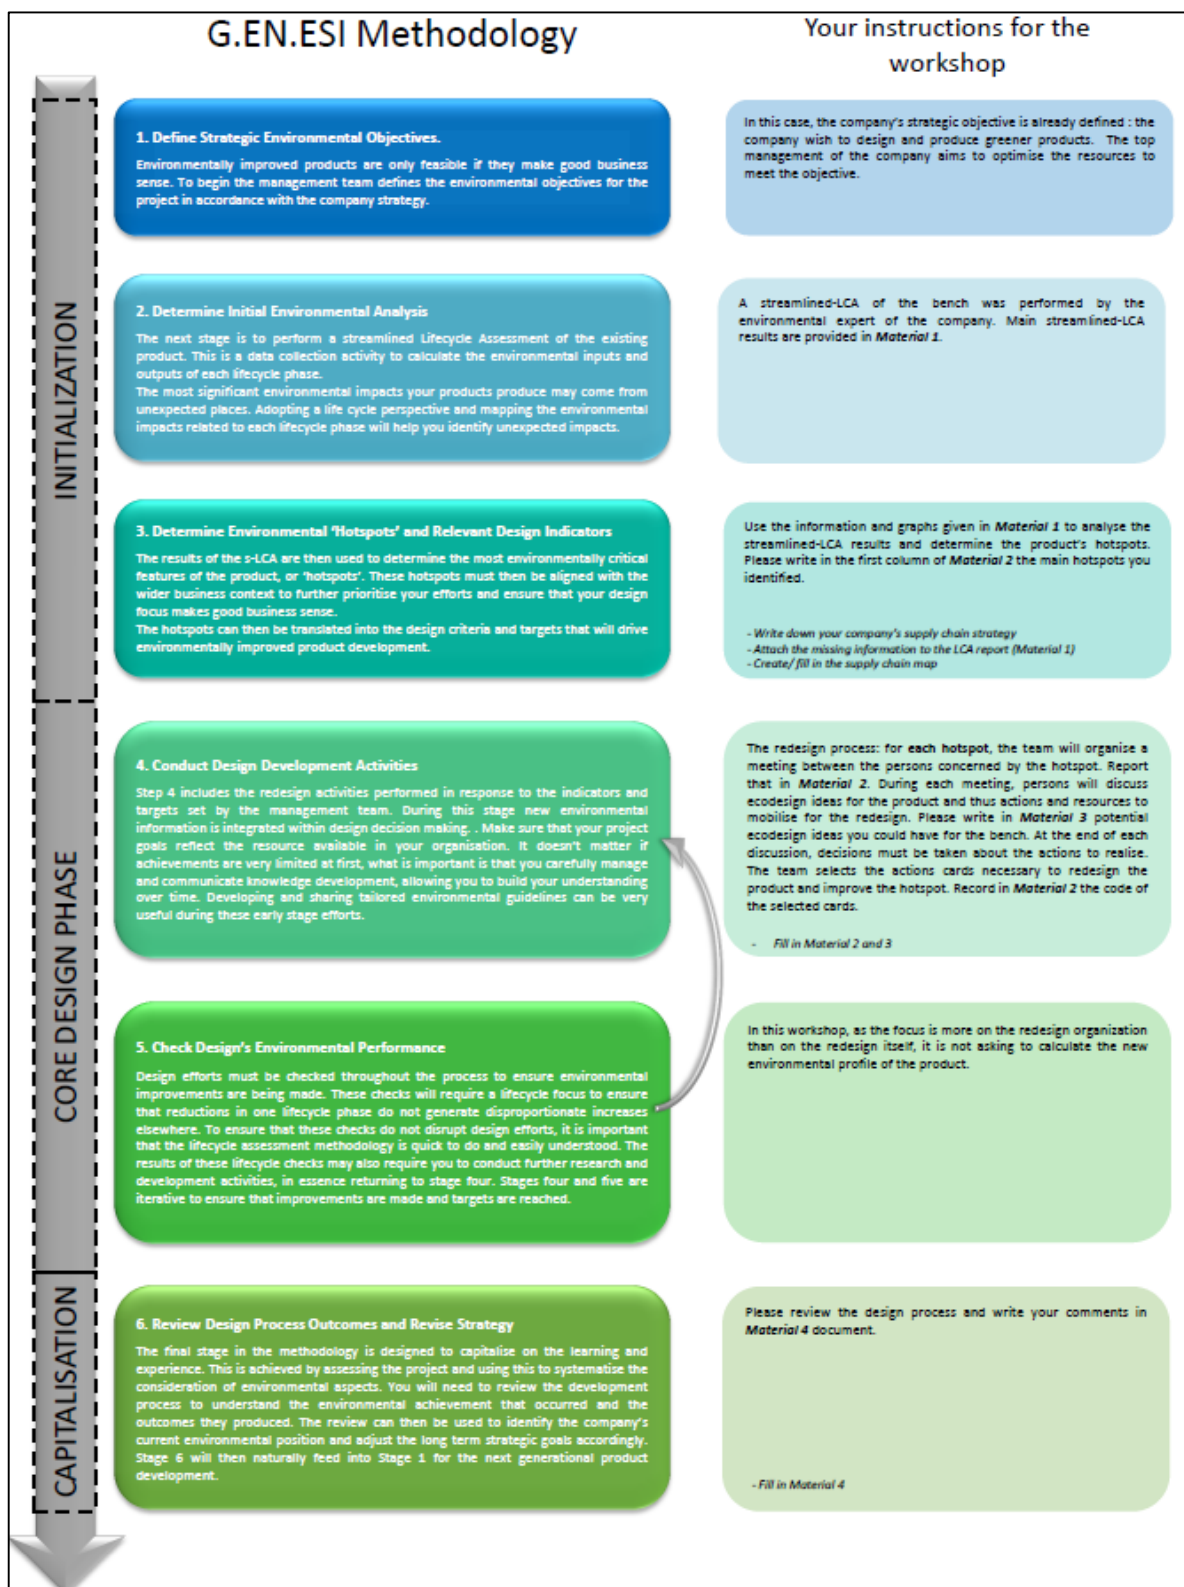 G.EN.ESI Methodology
Your instructions for the
workshop
INITIALIZATION
1. Define Strategic Environmental Objectives.
Environmentally improved products are only feasible if they make good business
sense. To begin the management team defines the environmental objectives for the
project in accordance with the company strategy.
In this case, the company's strategic objective is already defined : the
company wish to design and produce greener products. The top
management of the company aims to optimise the resources to
meet the objective.
2. Determine Initial Environmental Analysis
The next stage is to perform a streamlined Lifecycle Assessment of the existing
product. This is a data collection activity to calculate the environmental inputs and
outputs of each lifecycle phase.
The most significant environmental impacts your products produce may come from
unexpected places. Adopting a life cycle perspective and mapping the environmental
impacts related to each lifecycle phase will help you identify unexpected impacts.
A streamlined-LCA of the bench was performed by the
environmental expert of the company. Main streamlined-LCA
results are provided in Material 1.
3. Determine Environmental 'Hotspots' and Relevant Design Indicators
The results of the s-LCA are then used to determine the most environmentally critical
features of the product, or 'hotspots'. These hotspots must then be aligned with the
wider business context to further prioritise your efforts and ensure that your design
focus makes good business sense.
The hotspots can then be translated into the design criteria and targets that will drive
environmentally improved product development.
Use the information and graphs given in Material 1 to analyse the
streamlined-LCA results and determine the product's hotspots.
Please write in the first column of Material 2 the main hotspots you
identified.
- Write down your company's supply chain strategy
- Attach the missing information to the LCA report (Material 1)
- Create/ fill in the supply chain map
CORE DESIGN PHASE
4. Conduct Design Development Activities
Step 4 includes the redesign activities performed in response to the indicators and
targets set by the management team. During this stage new environmental
information is integrated within design decision making. . Make sure that your project
goals reflect the resource available in your organisation. It doesn't matter if
achievements are very limited at first, what is important is that you carefully manage
and communicate knowledge development, allowing you to build your understanding
over time. Developing and sharing tailored environmental guidelines can be very
useful during these early stage efforts.
The redesign process: for each hotspot, the team will organise a
meeting between the persons concerned by the hotspot. Report
that in Material 2. During each meeting, persons will discuss
ecodesign ideas for the product and thus actions and resources to
mobilise for the redesign. Please write in Material 3 potential
ecodesign ideas you could have for the bench. At the end of each
discussion, decisions must be taken about the actions to realise.
The team selects the actions cards necessary to redesign the
product and improve the hotspot. Record in Material 2 the code of
the selected cards.
- Fill in Material 2 and 3
5. Check Design's Environmental Performance
Design efforts must be checked throughout the process to ensure environmental
improvements are being made. These checks will require a lifecycle focus to ensure
that reductions in one lifecycle phase do not generate disproportionate increases
elsewhere. To ensure that these checks do not disrupt design efforts, it is important
that the lifecycle assessment methodology is quick to do and easily understood. The
results of these lifecycle checks may also require you to conduct further research and
development activities, in essence returning to stage four. Stages four and five are
iterative to ensure that improvements are made and targets are reached.
In this workshop, as the focus is more on the redesign organization
than on the redesign itself, it is not asking to calculate the new
environmental profile of the product.
CAPITALISATION
6. Review Design Process Outcomes and Revise Strategy
The final stage in the methodology is designed to capitalise on the learning and
experience. This is achieved by assessing the project and using this to systematise the
consideration of environmental aspects. You will need to review the development
process to understand the environmental achievement that occurred and the
outcomes they produced. The review can then be used to identify the company's
current environmental position and adjust the long term strategic goals accordingly.
Stage 6 will then naturally feed into Stage 1 for the next generational product
development.
Please review the design process and write your comments in
Material 4 document.
- Fill in Material 4